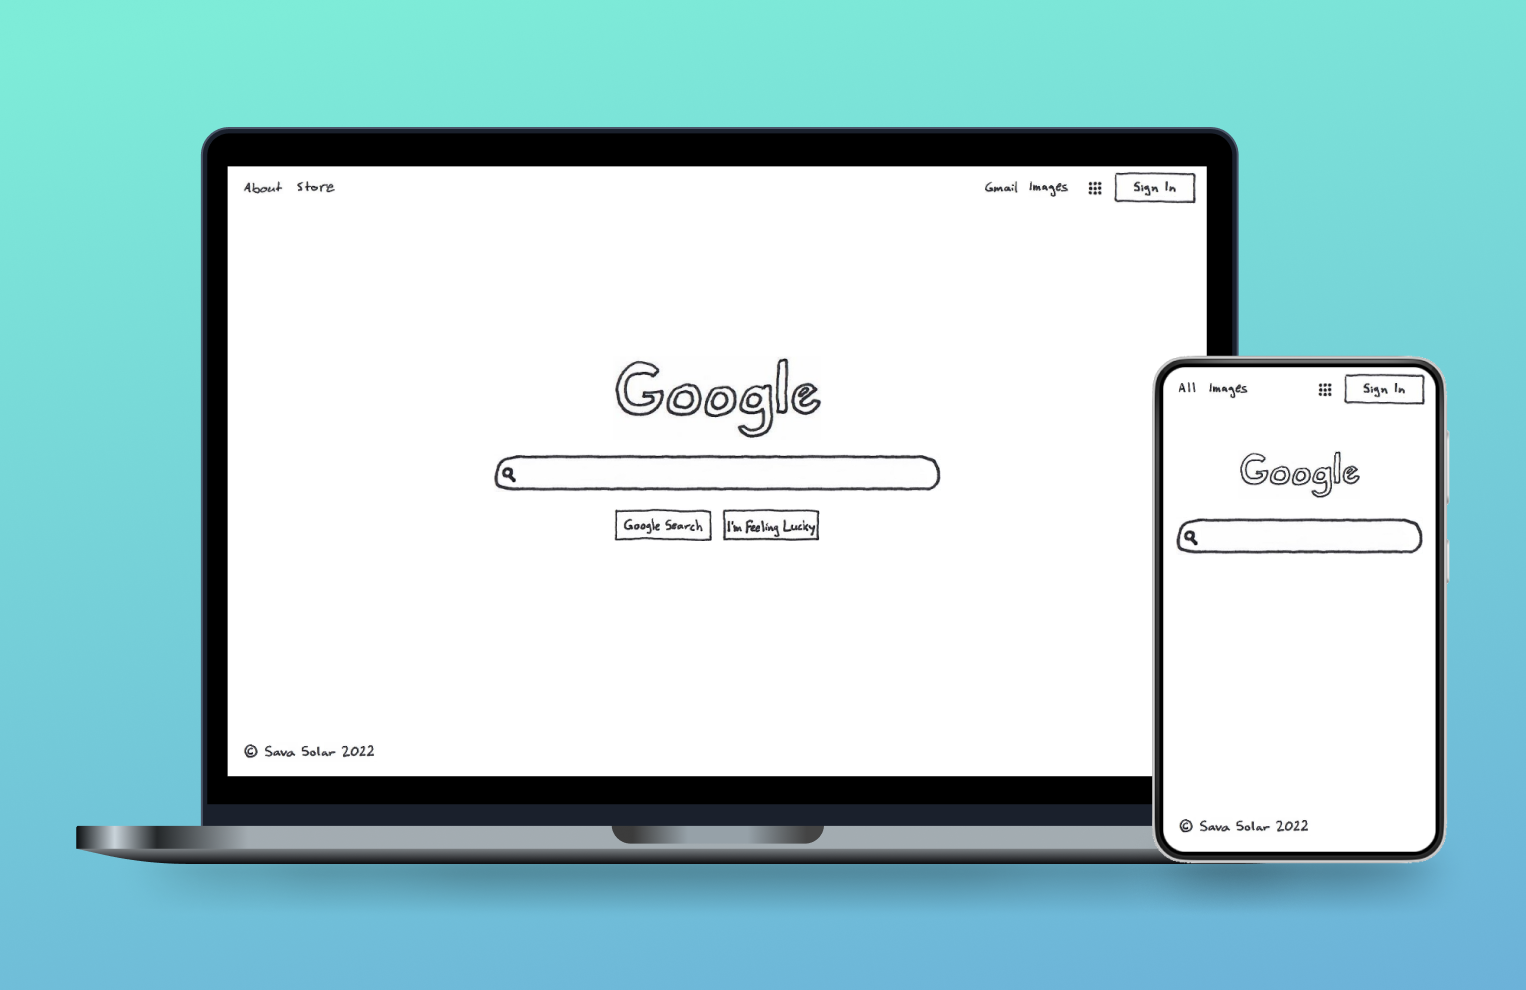 About Store
Gmail Images
Sign In
Google
Google Search
I'm Feeling Lucky
© Sava Solar 2022
All Images
Sign In
Google
© Sava Solar 2022